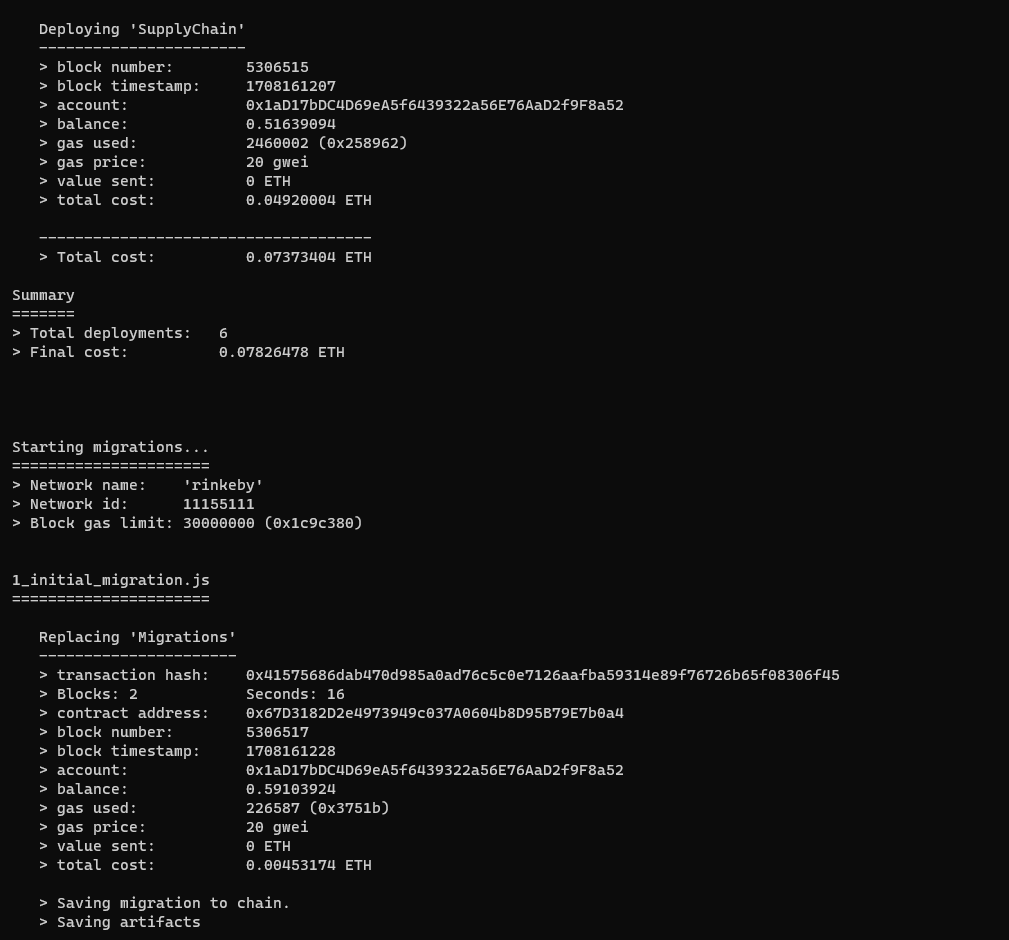 Deploying 'SupplyChain'
-----------------------
> block number: 5306515
> block timestamp: 1708161207
> account: 0x1aD17bDC4D69eA5f6439322a56E76AaD2f9F8a52
> balance: 0.51639094
> gas used: 2460002 (0x258962)
> gas price: 20 gwei
> value sent: 0 ETH
> total cost: 0.04920004 ETH
-------------------------------------
> Total cost: 0.07373404 ETH
Summary
=======
> Total deployments: 6
> Final cost: 0.07826478 ETH
Starting migrations...
======================
> Network name: 'rinkeby'
> Network id: 11155111
> Block gas limit: 30000000 (0x1c9c380)
1_initial_migration.js
======================
Replacing 'Migrations'
----------------------
> transaction hash: 0x41575686dab470d985a0ad76c5c0e7126aafba59314e89f76726b65f08306f45
> Blocks: 2 Seconds: 16
> contract address: 0x67D3182D2e4973949c037A0604b8D95B79E7b0a4
> block number: 5306517
> block timestamp: 1708161228
> account: 0x1aD17bDC4D69eA5f6439322a56E76AaD2f9F8a52
> balance: 0.59103924
> gas used: 226587 (0x3751b)
> gas price: 20 gwei
> value sent: 0 ETH
> total cost: 0.00453174 ETH
> Saving migration to chain.
> Saving artifacts